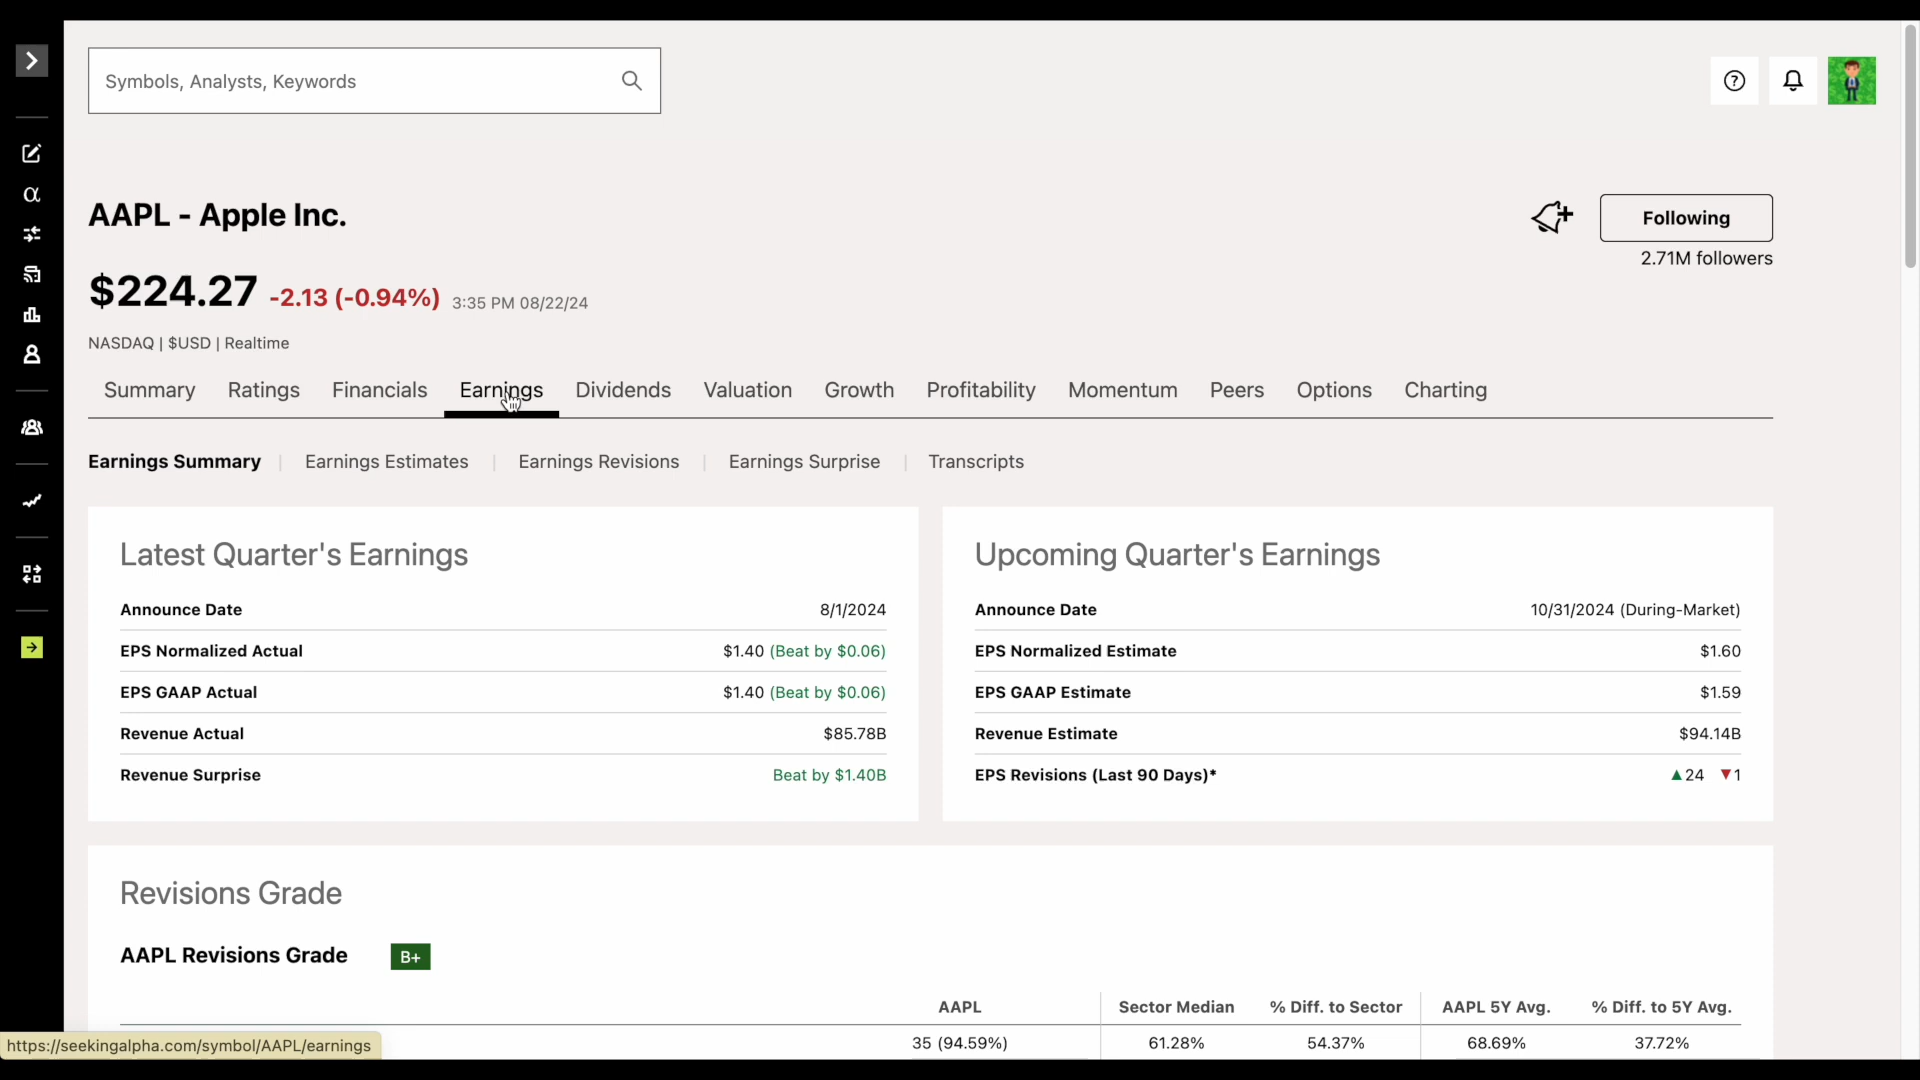 Symbols, Analysts, Keywords
AAPL - Apple Inc.
Following
2.71M followers
$224.27 -2.13 (-0.94%) 3:35 PM 08/22/24
NASDAQ | $USD | Realtime
Summary Ratings Financials Earnings Dividends Valuation Growth Profitability Momentum Peers Options Charting
Earnings Summary | Earnings Estimates | Earnings Revisions | Earnings Surprise | Transcripts
Latest Quarter's Earnings
Announce Date 8/1/2024
EPS Normalized Actual $1.40 (Beat by $0.06)
EPS GAAP Actual $1.40 (Beat by $0.06)
Revenue Actual $85.78B
Revenue Surprise Beat by $1.40B
Upcoming Quarter's Earnings
Announce Date 10/31/2024 (During-Market)
EPS Normalized Estimate $1.60
EPS GAAP Estimate $1.59
Revenue Estimate $94.14B
EPS Revisions (Last 90 Days)* ▲24 ▼1
Revisions Grade
AAPL Revisions Grade B+
AAPL Sector Median % Diff. to Sector AAPL 5Y Avg. % Diff. to 5Y Avg.
35 (94.59%) 61.28% 54.37% 68.69% 37.72%
https://seekingalpha.com/symbol/AAPL/earnings